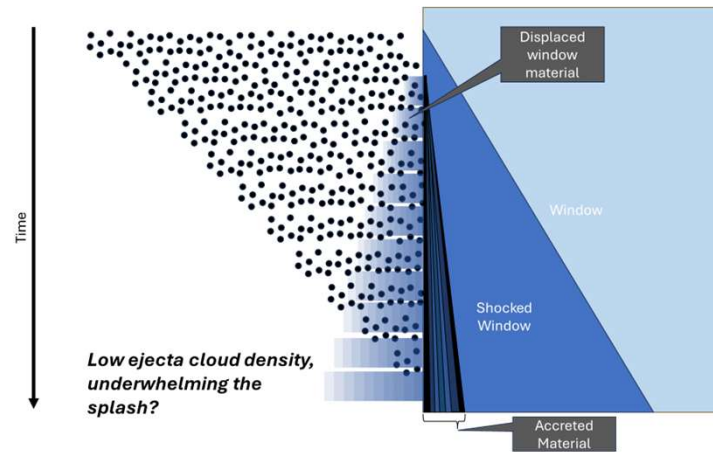 Displaced
window
material
Time
Window
Shocked
Window
Low ejecta cloud density,
underwhelming the
splash?
Accreted
Material